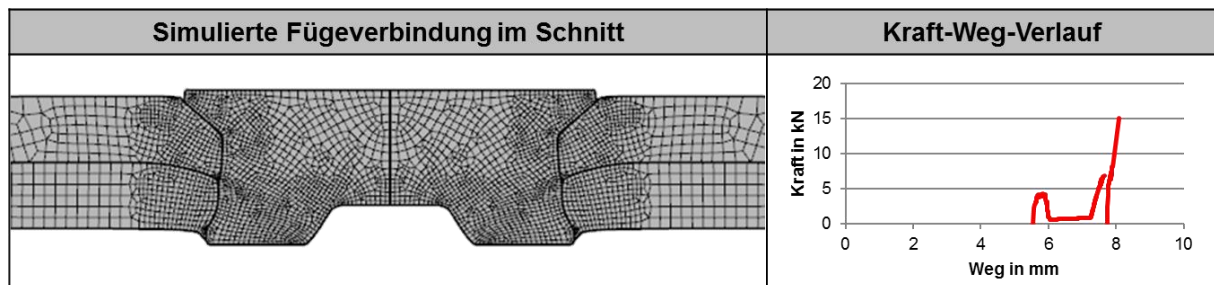 Simulierte Fügeverbindung im Schnitt
Kraft-Weg-Verlauf
Kraft in kN
20
15
10
5
0
0 2 4 6 8 10
Weg in mm